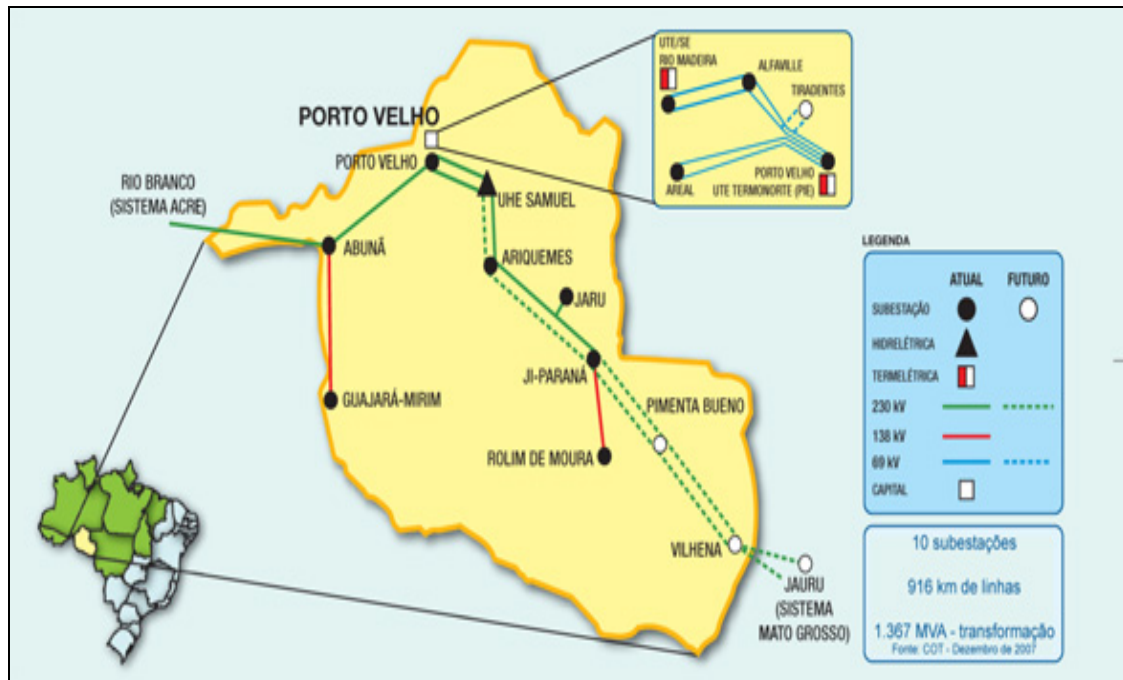 UTE/SE
RIO MADEIRA
ALFAVILLE
TIRADENTES
AREAL
PORTO VELHO
UTE TERMONORTE (PIE)
PORTO VELHO
PORTO VELHO
RIO BRANCO
(SISTEMA ACRE)
UHE SAMUEL
ABUNÃ
ARIQUEMES
JARU
JI-PARANÁ
GUAJARÁ-MIRIM
PIMENTA BUENO
ROLIM DE MOURA
VILHENA
JAURU
(SISTEMA
MATO GROSSO)
LEGENDA
ATUAL FUTURO
SUBESTAÇÃO
HIDRELÉTRICA
TERMELÉTRICA
230 kV
138 kV
69 kV
CAPITAL
10 subestações
916 km de linhas
1.367 MVA - transformação
Fonte: COT - Dezembro de 2007